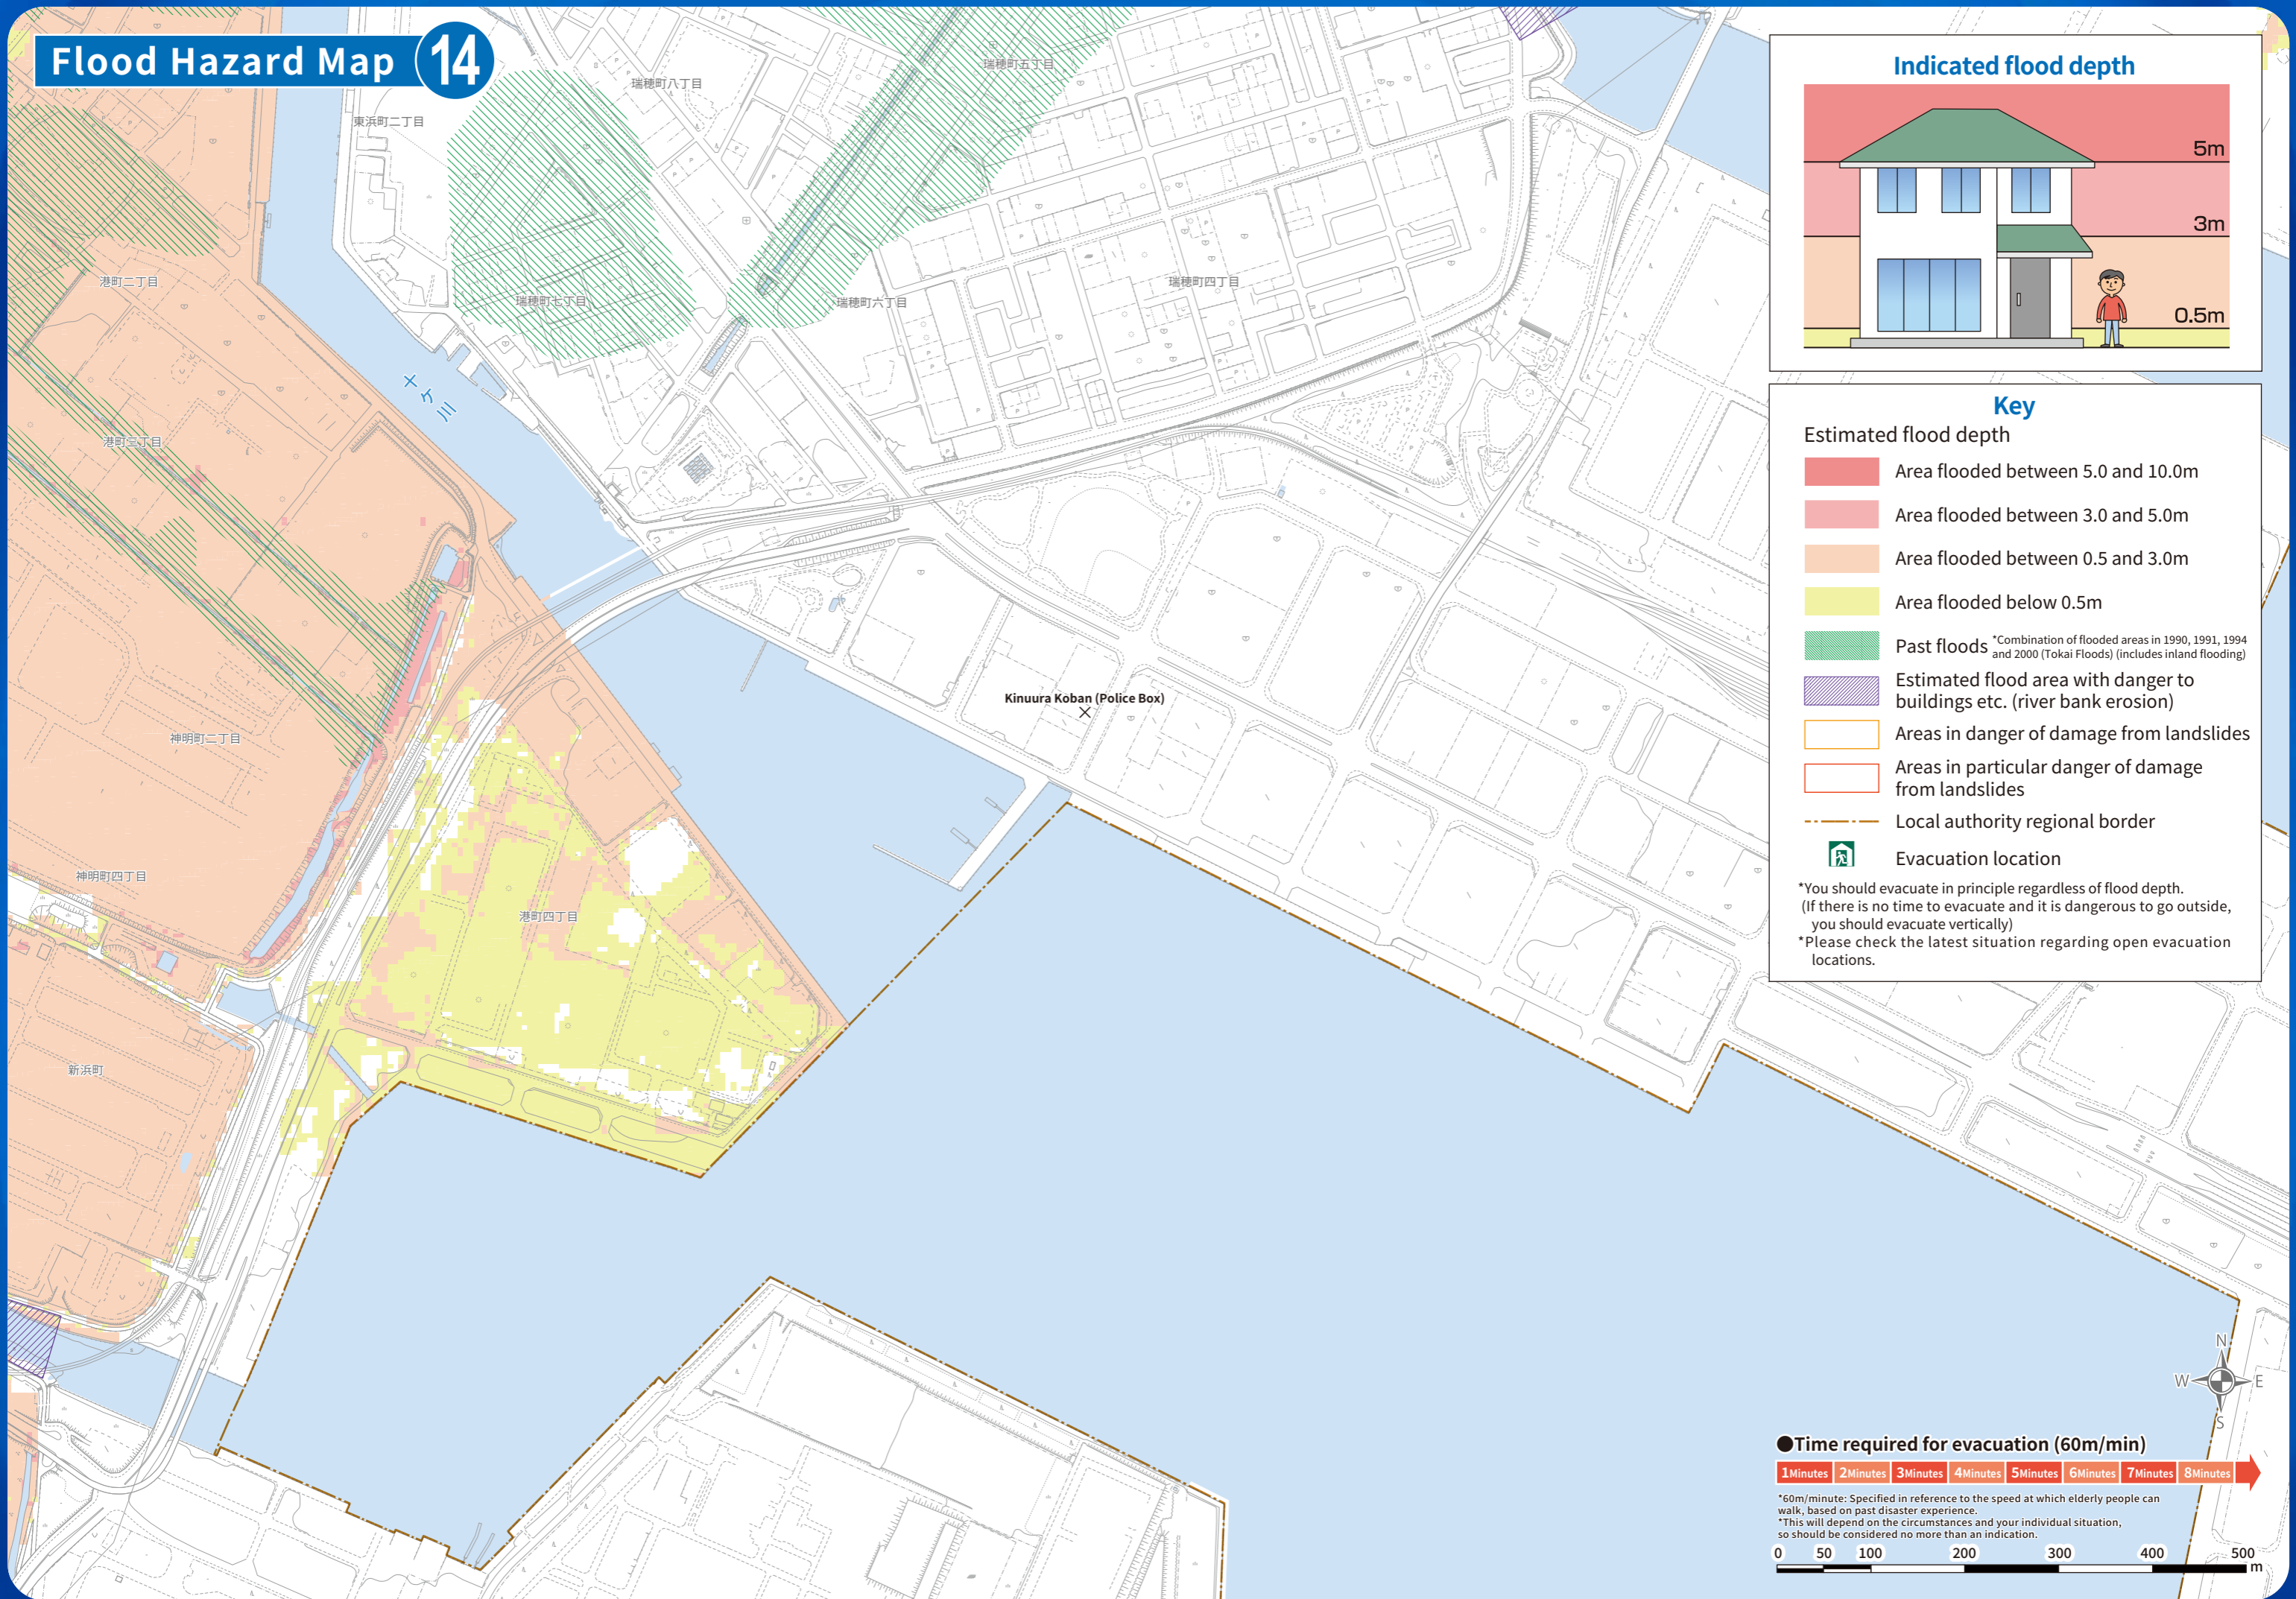 Flood Hazard Map 14
瑞穂町八丁目
瑞穂町五丁目
東浜町二丁目
港町二丁目
瑞穂町七丁目
瑞穂町六丁目
瑞穂町四丁目
十ケ川
港町三丁目
Kinuura Koban (Police Box)
神明町二丁目
神明町四丁目
港町四丁目
新浜町
Indicated flood depth
5m
3m
0.5m
Key
Estimated flood depth
Area flooded between 5.0 and 10.0m
Area flooded between 3.0 and 5.0m
Area flooded between 0.5 and 3.0m
Area flooded below 0.5m
Past floods *Combination of flooded areas in 1990, 1991, 1994
and 2000 (Tokai Floods) (includes inland flooding)
Estimated flood area with danger to
buildings etc. (river bank erosion)
Areas in danger of damage from landslides
Areas in particular danger of damage
from landslides
Local authority regional border
Evacuation location
*You should evacuate in principle regardless of flood depth.
(If there is no time to evacuate and it is dangerous to go outside,
you should evacuate vertically)
*Please check the latest situation regarding open evacuation
locations.
N
W E
S
●Time required for evacuation (60m/min)
1Minutes 2Minutes 3Minutes 4Minutes 5Minutes 6Minutes 7Minutes 8Minutes
*60m/minute: Specified in reference to the speed at which elderly people can
walk, based on past disaster experience.
*This will depend on the circumstances and your individual situation,
so should be considered no more than an indication.
0 50 100 200 300 400 500
m